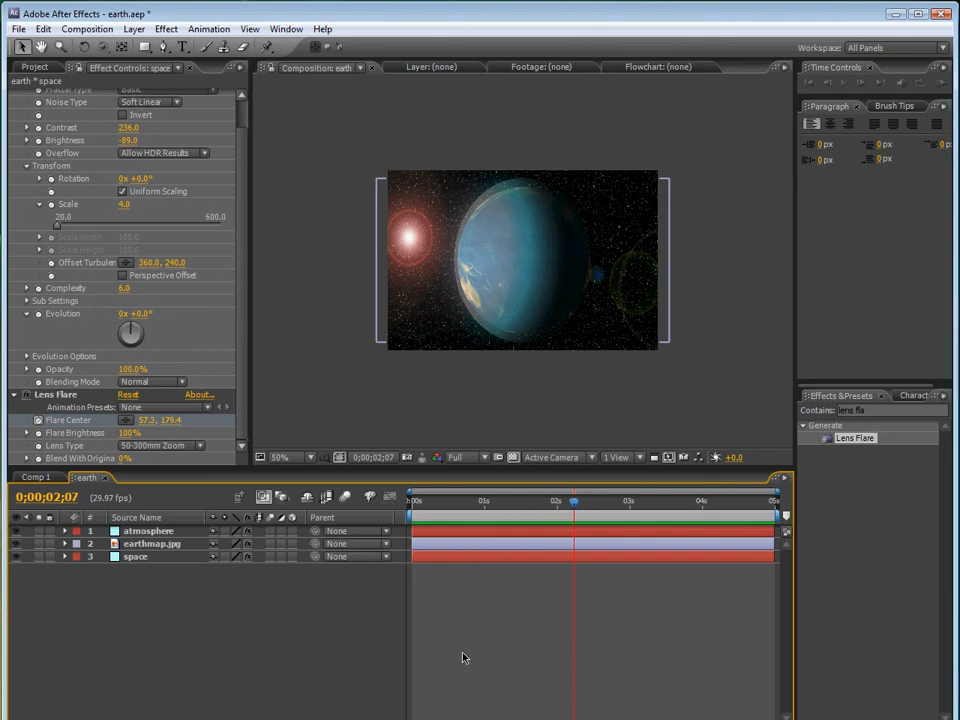 Adobe After Effects - earth.aep *
File Edit Composition Layer Effect Animation View Window Help
Workspace: All Panels
Project Effect Controls: space
Composition: earth Layer: (none) Footage: (none) Flowchart: (none)
Time Controls
earth * space
Fractal Type Basic
Noise Type Soft Linear
Invert
Contrast 236.0
Brightness -89.0
Overflow Allow HDR Results
Transform
Rotation 0x +0.0°
Uniform Scaling
Scale 4.0
20.0 600.0
Scale Width 100.0
Scale Height 100.0
Offset Turbulen 360.0, 240.0
Perspective Offset
Complexity 6.0
Sub Settings
Evolution 0x +0.0°
Evolution Options
Opacity 100.0%
Blending Mode Normal
Lens Flare Reset About...
Animation Presets: None
Flare Center 57.3, 179.4
Flare Brightness 100%
Lens Type 50-300mm Zoom
Blend With Origina 0%
50% 0;00;02;07 Full Active Camera 1 View +0.0
Paragraph Brush Tips
0 px 0 px 0 p
0 px 0 px
Effects & Presets Charact
Contains: lens fla
Generate
Lens Flare
Comp 1 earth
0;00;02;07 (29.97 fps)
:00s 01s 02s 03s 04s 05s
# Source Name Parent
1 atmosphere None
2 earthmap.jpg None
3 space None